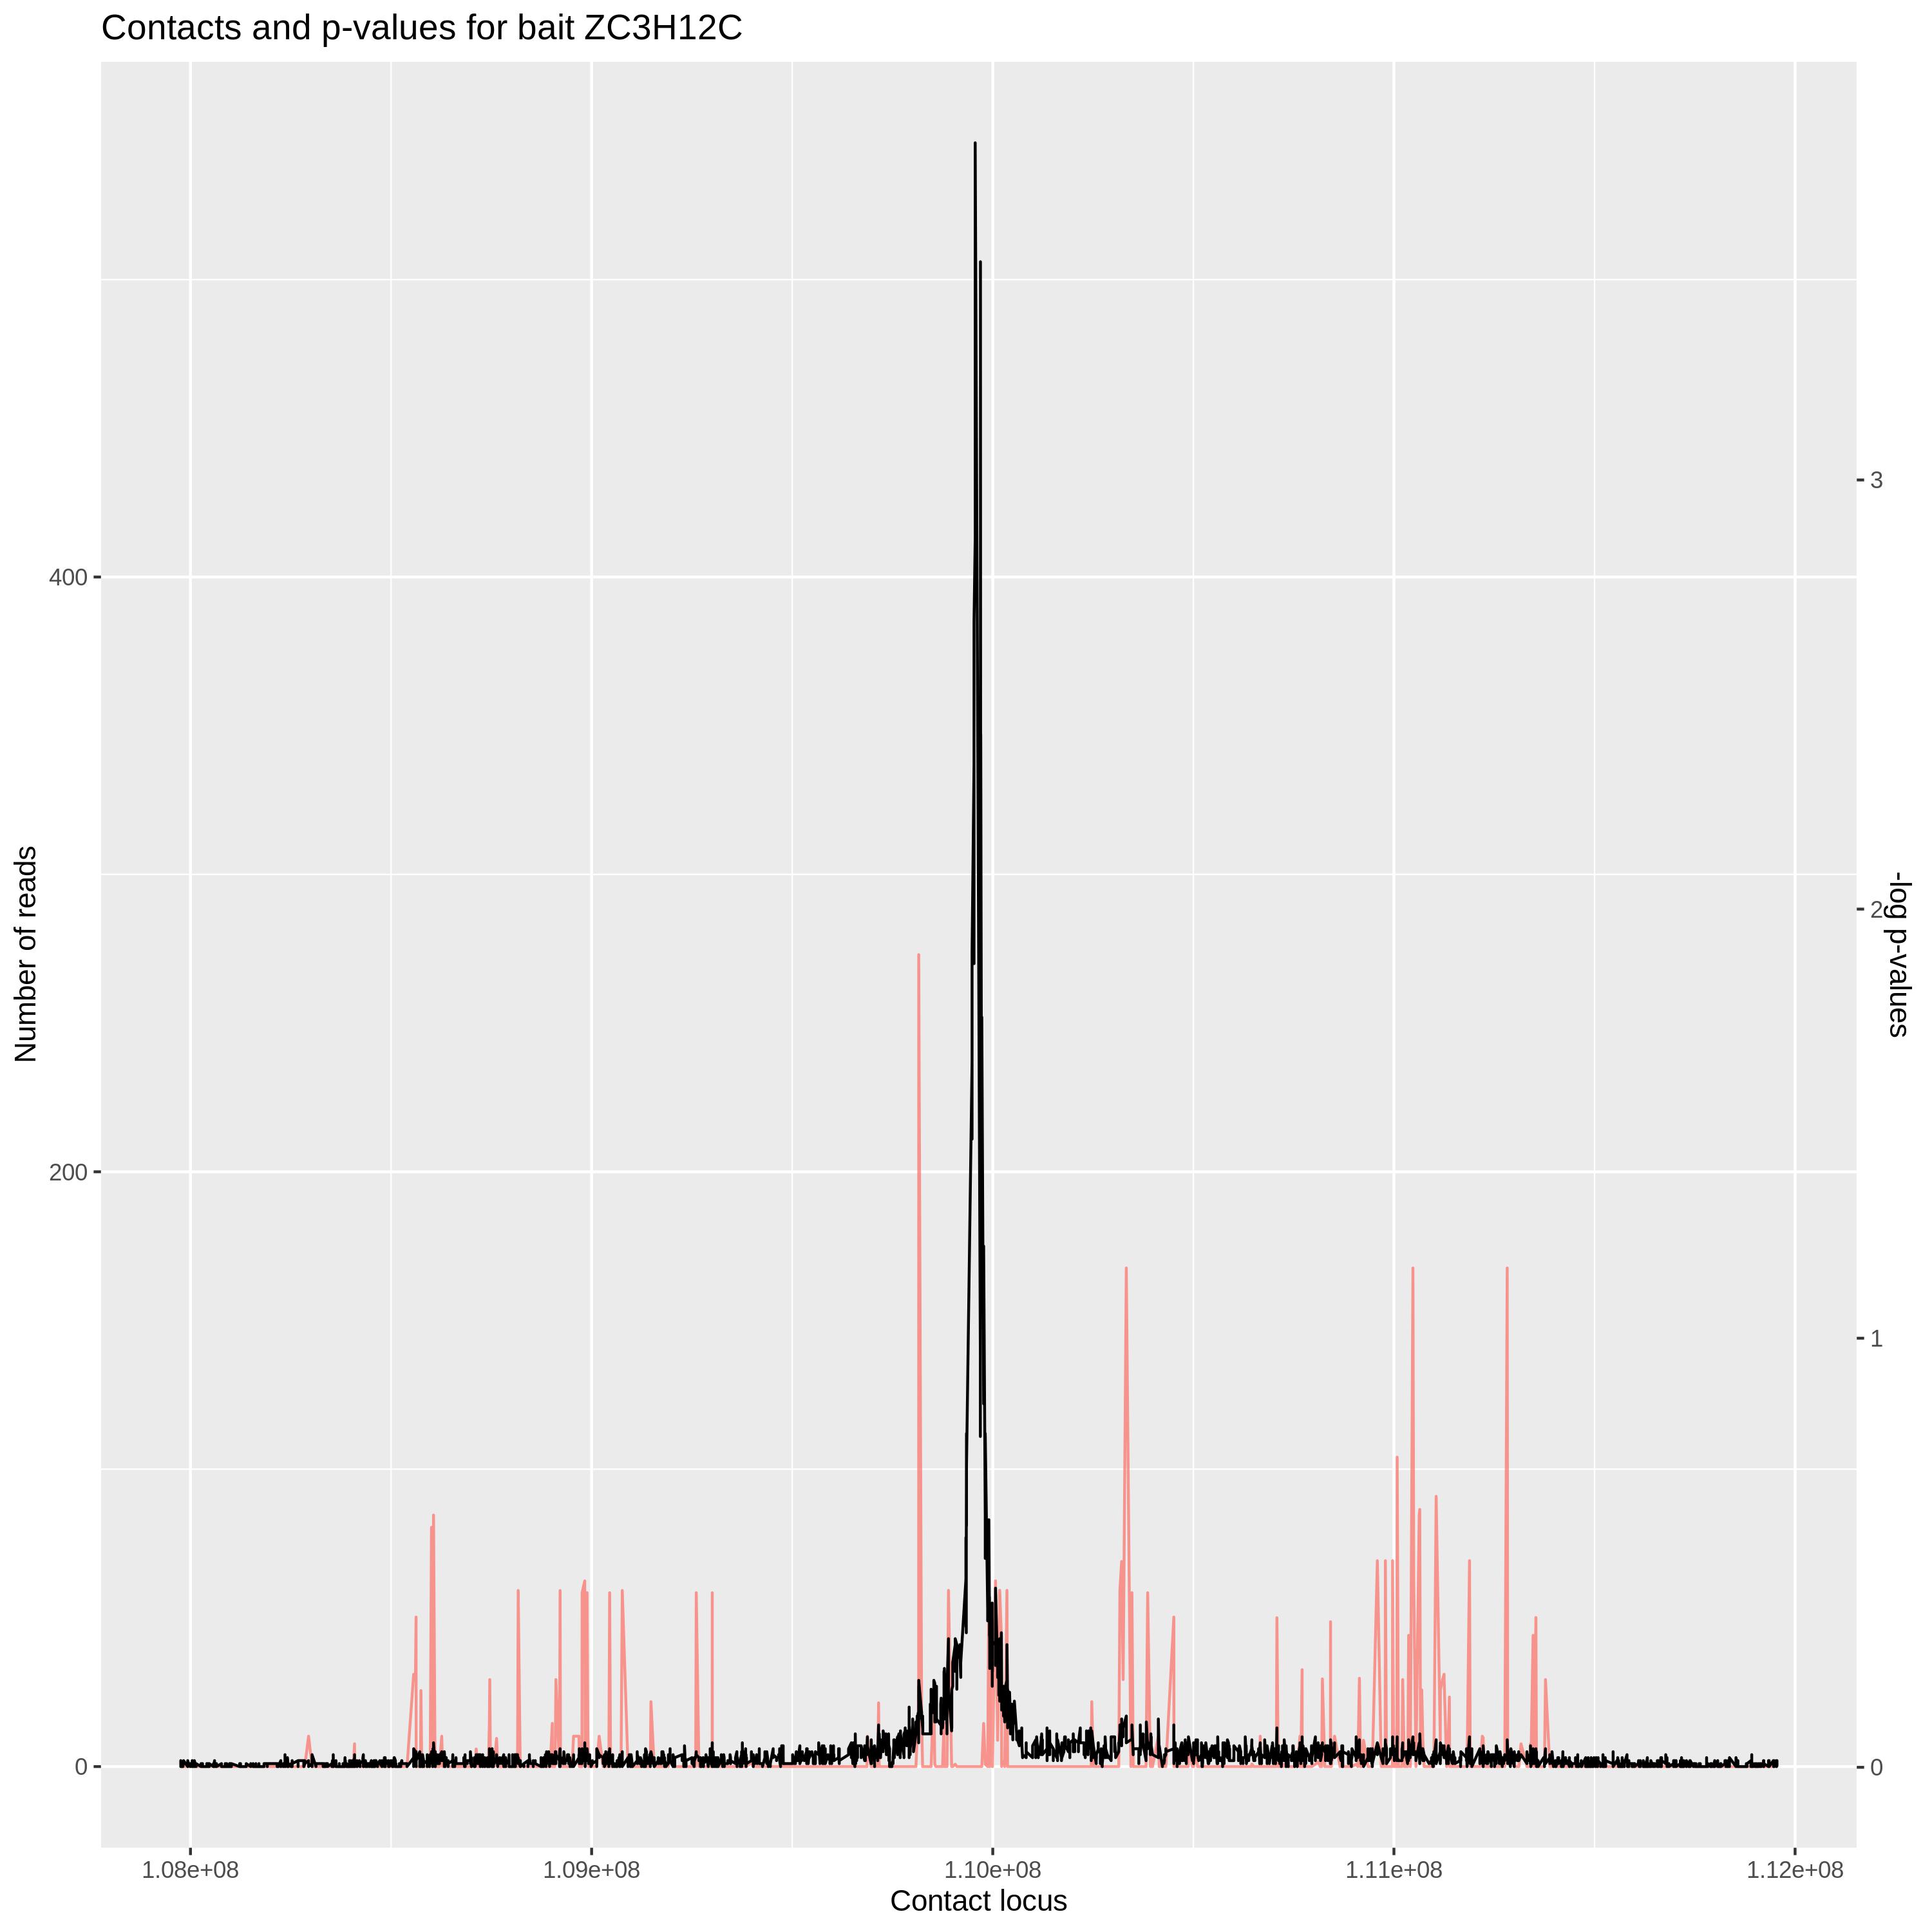 Contacts and p-values for bait ZC3H12C
Number of reads
400
200
0
3
2
1
0
-log p-values
1.08e+08 1.09e+08 1.10e+08 1.11e+08 1.12e+08
Contact locus